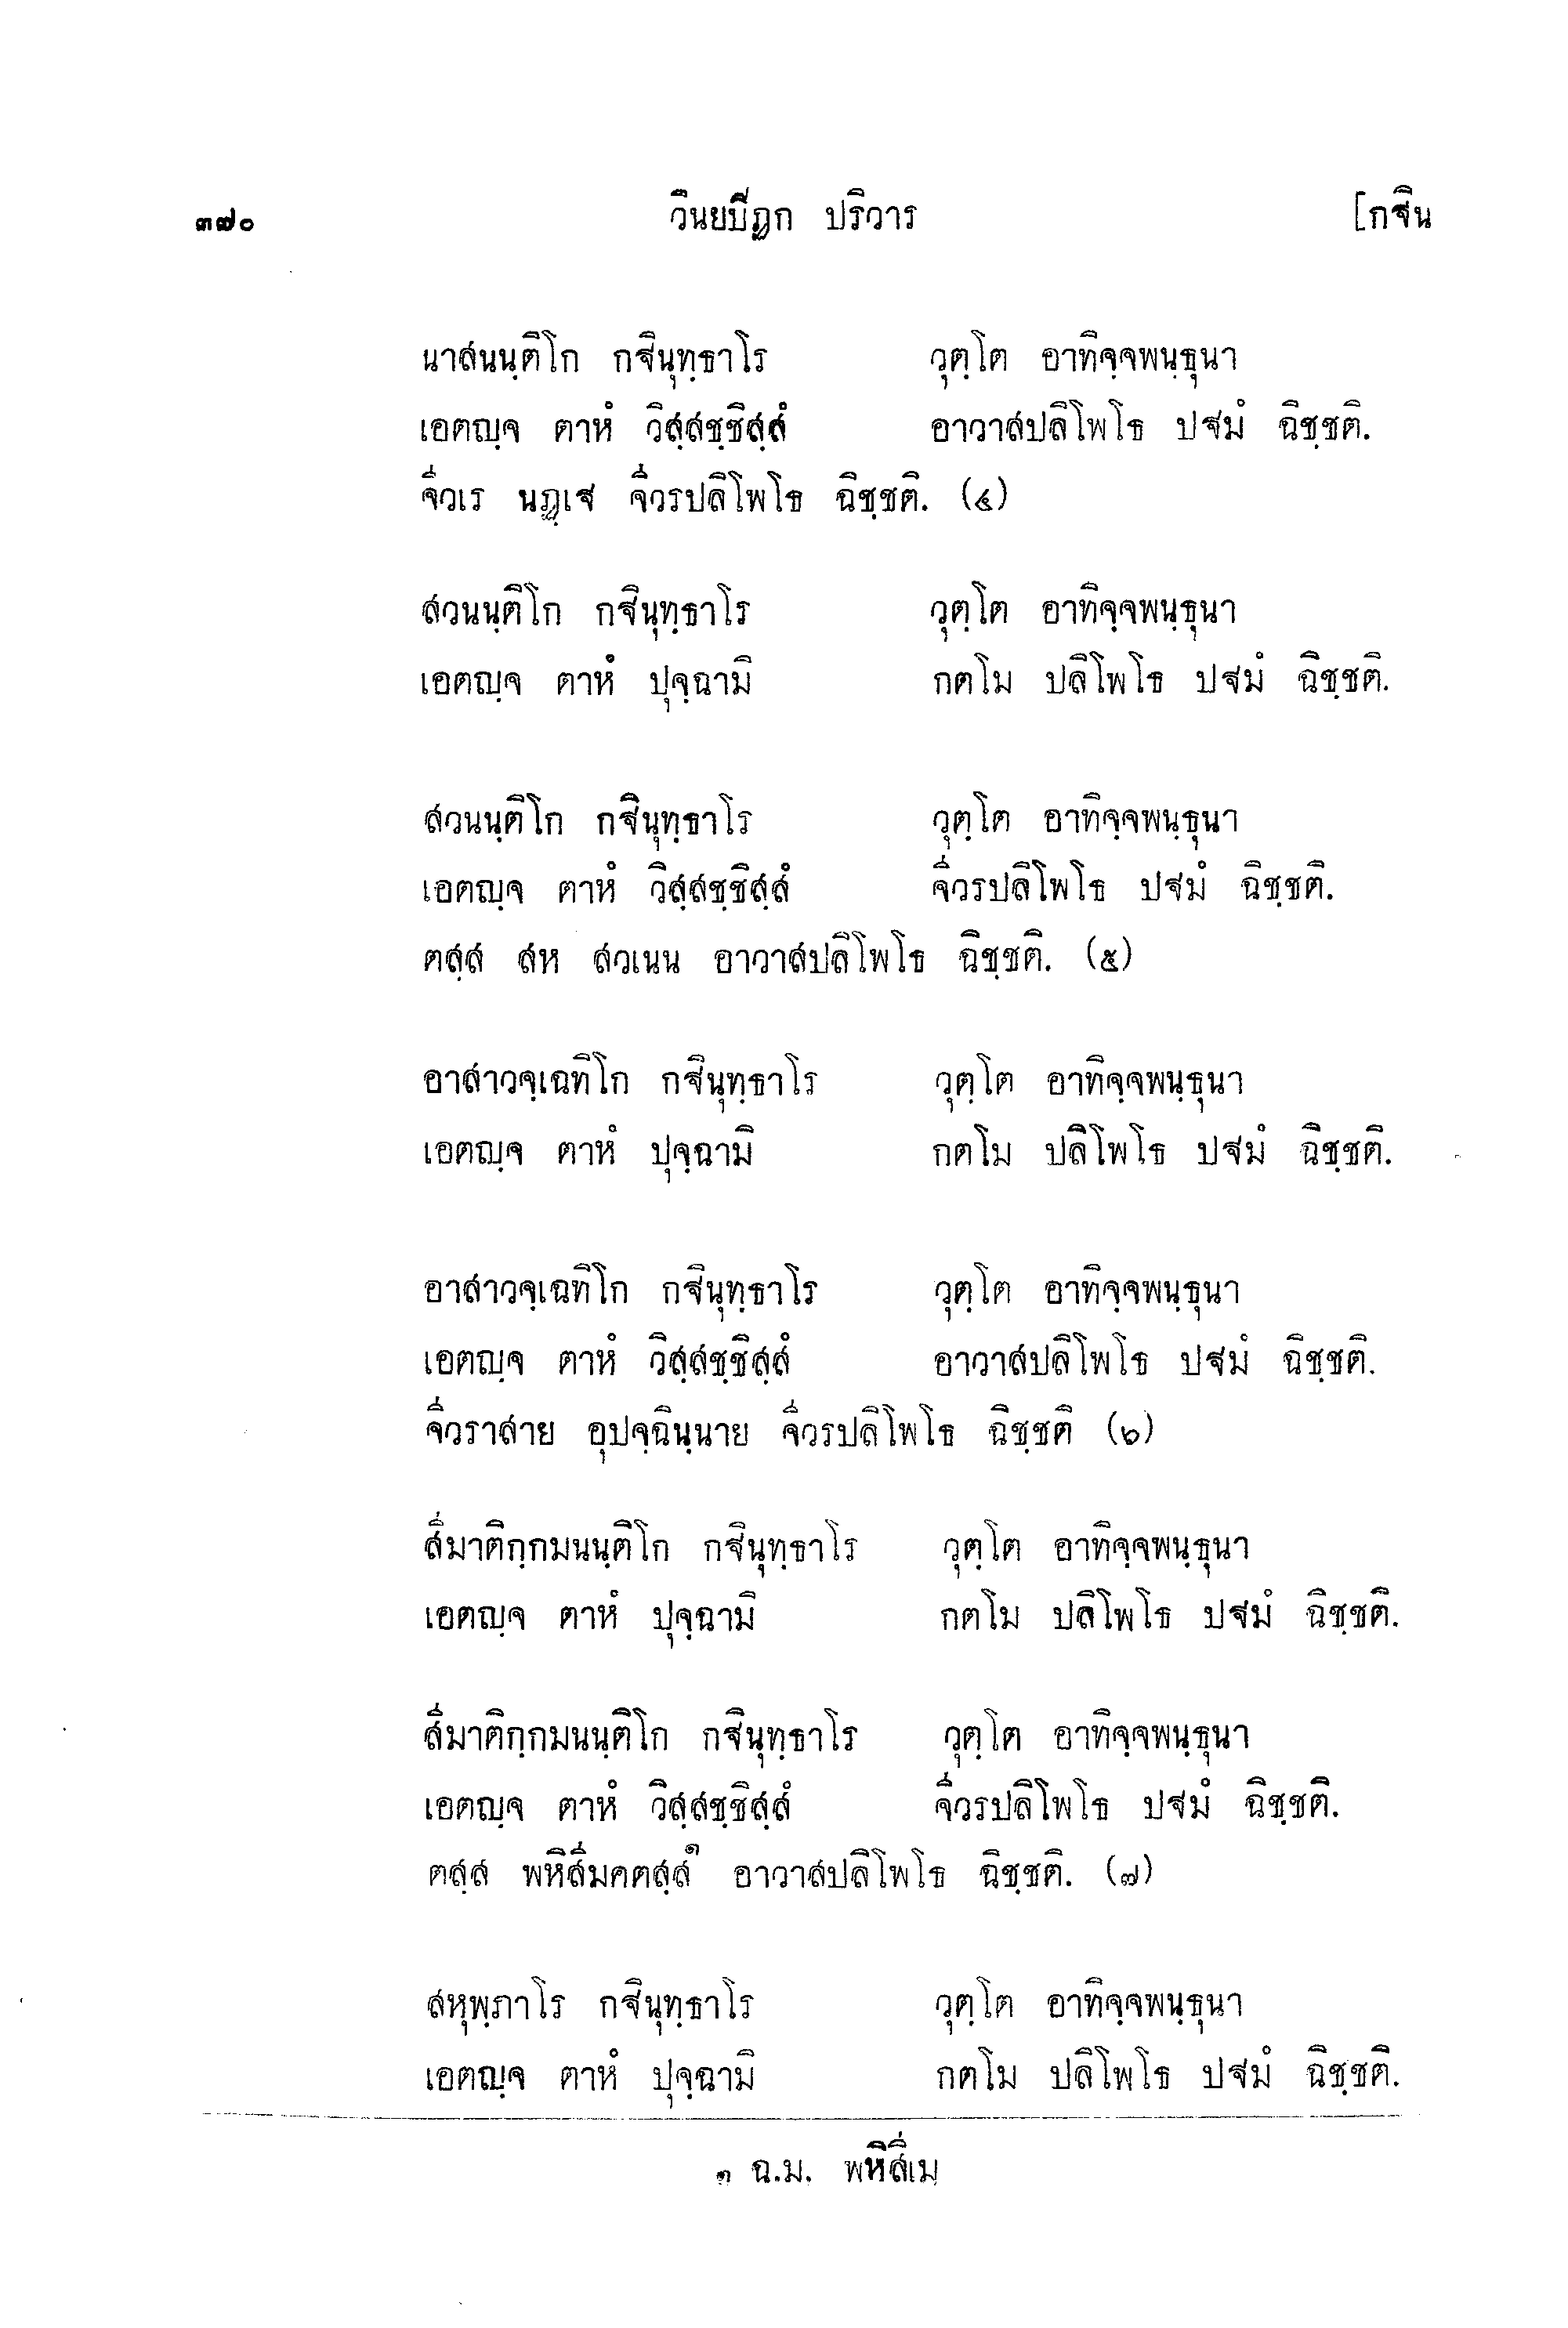 ๓๗๐ วินยปิฏก ปริวาร [กฐิน
นาสนนฺติโก กฐินุทฺธาโร วุตฺโต อาทิจฺจพนฺธุนา
เอตญฺจ ตาหํ วิสฺสชฺชิสฺสํ อาวาสปลิโพโธ ปฐมํ ฉิชฺชติ.
จีวเร นฏฺเฐ จีวรปลิโพโธ ฉิชฺชติ. (๔)
สวนนฺติโก กฐินุทฺธาโร วุตฺโต อาทิจฺจพนฺธุนา
เอตญฺจ ตาหํ ปุจฺฉามิ กตโม ปลิโพโธ ปฐมํ ฉิชฺชติ.
สวนนฺติโก กฐินุทฺธาโร วุตฺโต อาทิจฺจพนฺธุนา
เอตญฺจ ตาหํ วิสฺสชฺชิสฺสํ จีวรปลิโพโธ ปฐมํ ฉิชฺชติ.
ตสฺส สห สวเนน อาวาสปลิโพโธ ฉิชฺชติ. (๕)
อาสาวจฺเฉทิโก กฐินุทฺธาโร วุตฺโต อาทิจฺจพนฺธุนา
เอตญฺจ ตาหํ ปุจฺฉามิ กตโม ปลิโพโธ ปฐมํ ฉิชฺชติ.
อาสาวจฺเฉทิโก กฐินุทฺธาโร วุตฺโต อาทิจฺจพนฺธุนา
เอตญฺจ ตาหํ วิสฺสชฺชิสฺสํ อาวาสปลิโพโธ ปฐมํ ฉิชฺชติ.
จีวราสาย อุปจฺฉินฺนาย จีวรปลิโพโธ ฉิชฺชติ (๖)
สีมาติกฺกมนนฺติโก กฐินุทฺธาโร วุตฺโต อาทิจฺจพนฺธุนา
เอตญฺจ ตาหํ ปุจฺฉามิ กตโม ปลิโพโธ ปฐมํ ฉิชฺชติ.
สีมาติกฺกมนนฺติโก กฐินุทฺธาโร วุตฺโต อาทิจฺจพนฺธุนา
เอตญฺจ ตาหํ วิสฺสชฺชิสฺสํ จีวรปลิโพโธ ปฐมํ ฉิชฺชติ.
ตสฺส พหิสีมคตสฺส๑ อาวาสปลิโพโธ ฉิชฺชติ. (๗)
สหุพฺภาโร กฐินุทฺธาโร วุตฺโต อาทิจฺจพนฺธุนา
เอตญฺจ ตาหํ ปุจฺฉามิ กตโม ปลิโพโธ ปฐมํ ฉิชฺชติ.
๑ ฉ.ม. พหิสีเม